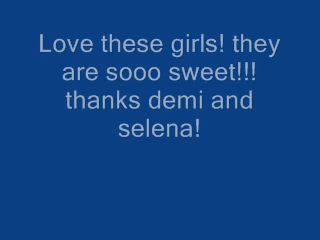 Love these girls! they
are sooo sweet!!!
thanks demi and
selena!